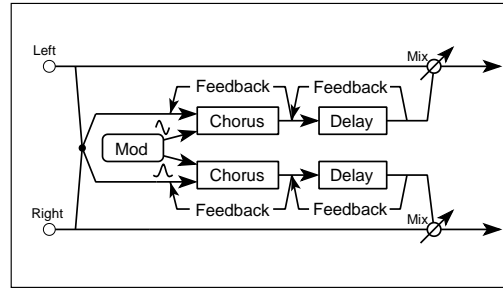 Left
Mix
Feedback
Feedback
Chorus
Delay
Mod
Chorus
Delay
Right
Feedback
Feedback
Mix